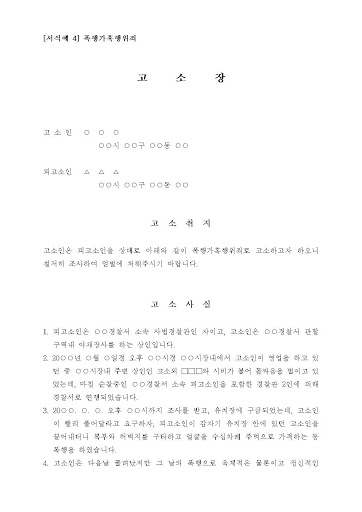 [서식예 4] 폭행가혹행위죄
고 소 장
고 소 인 ○ ○ ○
○○시 ○○구 ○○동 ○○
피고소인 △ △ △
○○시 ○○구 ○○동 ○○
고 소 취 지
고소인은 피고소인을 상대로 아래와 같이 폭행가혹행위죄로 고소하고자 하오니
철저히 조사하여 엄벌에 처해주시기 바랍니다.
고 소 사 실
1. 피고소인은 ○○경찰서 소속 사법경찰관인 자이고, 고소인은 ○○경찰서 관할
구역내 야채장사를 하는 상인입니다.
2. 20○○년 ○월 ○일경 오후 ○○시경 ○○시장내에서 고소인이 영업을 하고 있
던 중 ○○시장내 주변 상인인 고소외 □□□와 시비가 붙어 몸싸움을 벌이고 있
었는데, 마침 순찰중인 ○○경찰서 소속 피고소인을 포함한 경찰관 2인에 의해
경찰서로 연행되었습니다.
3. 20○○. ○. ○. 오후 ○○시까지 조사를 받고, 유치장에 구금되었는데, 고소인
이 빨리 풀어달라고 요구하자, 피고소인이 갑자기 유치장 안에 있던 고소인을
끌어내더니 복부와 허벅지를 구타하고 얼굴을 수십차례 주먹으로 가격하는 등
폭행을 하였습니다.
4. 고소인은 다음날 풀려났지만 그 날의 폭행으로 육체적은 물론이고 정신적인